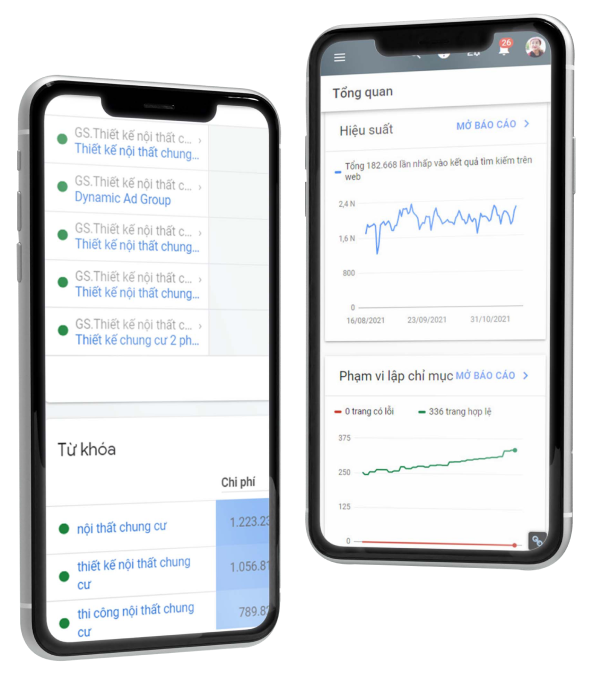 GS.Thiết kế nội thất c... ›
Thiết kế nội thất chung...
GS.Thiết kế nội thất c... ›
Dynamic Ad Group
GS.Thiết kế nội thất c... ›
Thiết kế nội thất chung...
GS.Thiết kế nội thất c... ›
Thiết kế nội thất chung...
GS.Thiết kế nội thất c... ›
Thiết kế chung cư 2 ph...
Từ khóa
Chi phí
nội thất chung cư
1.223.23
thiết kế nội thất chung
cư
1.056.81
thi công nội thất chung
cư
789.8
26
Tổng quan
Hiệu suất
MỞ BÁO CÁO
Tổng 182.668 lần nhấp vào kết quả tìm kiếm trên
web
2,4 N
1,6 N
800
0
16/08/2021 23/09/2021 31/10/2021
Phạm vi lập chỉ mục MỞ BÁO CÁO
0 trang có lỗi 336 trang hợp lệ
375
250
125
0